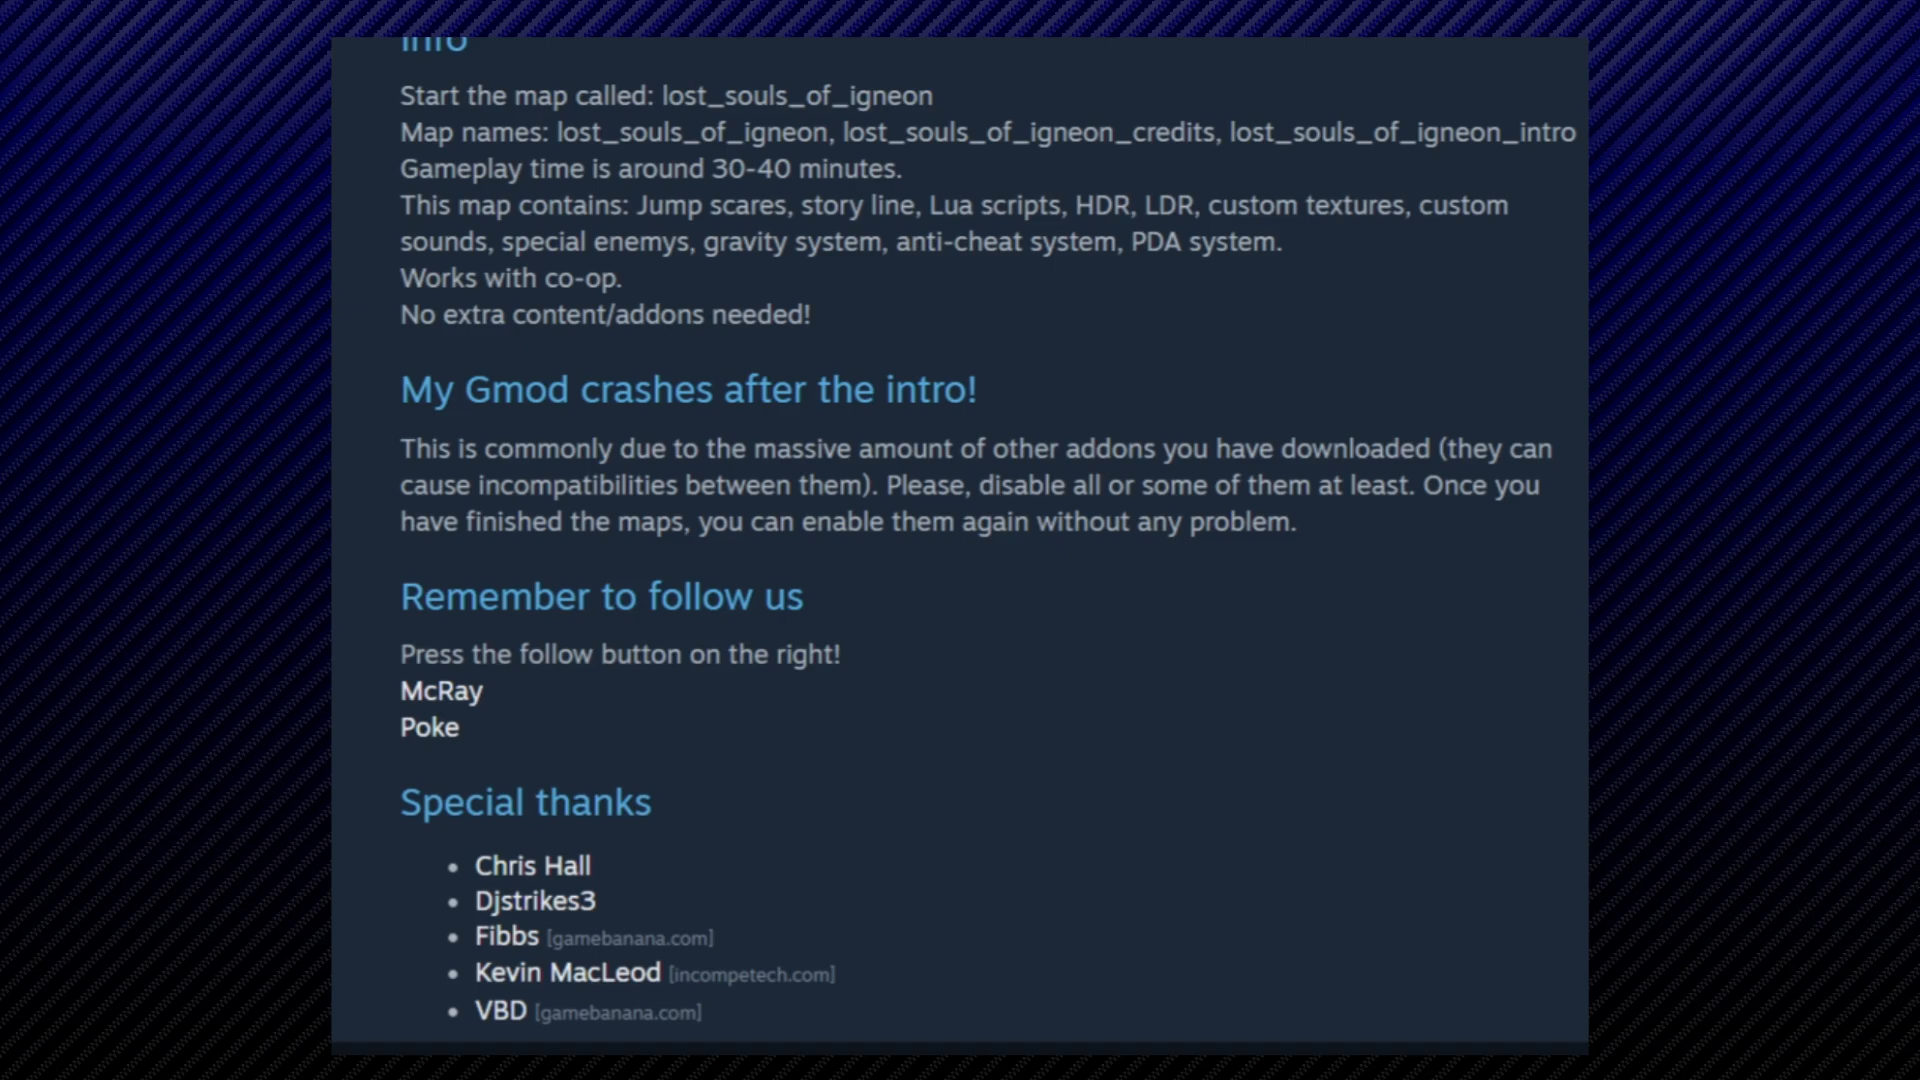 Info
Start the map called: lost_souls_of_igneon
Map names: lost_souls_of_igneon, lost_souls_of_igneon_credits, lost_souls_of_igneon_intro
Gameplay time is around 30-40 minutes.
This map contains: Jump scares, story line, Lua scripts, HDR, LDR, custom textures, custom
sounds, special enemys, gravity system, anti-cheat system, PDA system.
Works with co-op.
No extra content/addons needed!
My Gmod crashes after the intro!
This is commonly due to the massive amount of other addons you have downloaded (they can
cause incompatibilities between them). Please, disable all or some of them at least. Once you
have finished the maps, you can enable them again without any problem.
Remember to follow us
Press the follow button on the right!
McRay
Poke
Special thanks
• Chris Hall
• Djstrikes3
• Fibbs [gamebanana.com]
• Kevin MacLeod [incompetech.com]
• VBD [gamebanana.com]